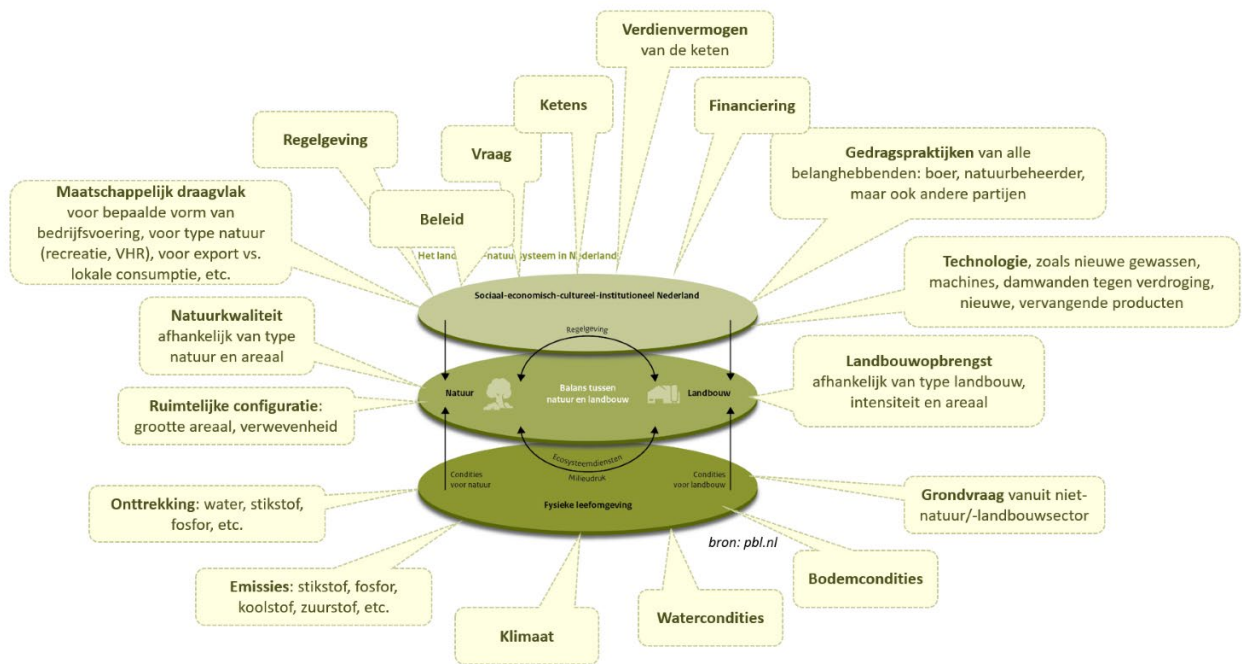 Verdienvermogen
van de keten
Ketens
Financiering
Regelgeving
Vraag
Gedragspraktijken van alle
belanghebbenden: boer, natuurbeheerder,
maar ook andere partijen
Maatschappelijk draagvlak
voor bepaalde vorm van
bedrijfsvoering, voor type natuur
(recreatie, VHR), voor export vs.
lokale consumptie, etc.
Beleid
Het land -natuursysteem in Nederland
Technologie, zoals nieuwe gewassen,
machines, damwanden tegen verdroging,
nieuwe, vervangende producten
Sociaal-economisch-cultureel-institutioneel Nederland
Natuurkwaliteit
afhankelijk van type
natuur en areaal
Regelgeving
Landbouwopbrengst
afhankelijk van type landbouw,
intensiteit en areaal
Natuur
Balans tussen
natuur en landbouw
Landbouw
Ruimtelijke configuratie:
grootte areaal, verwevenheid
Ecosysteemdiensten
Milieudruk
Condities
voor natuur
Condities
voor landbouw
Onttrekking: water, stikstof,
fosfor, etc.
Fysieke leefomgeving
Grondvraag vanuit niet-
natuur/-landbouwsector
bron: pbl.nl
Emissies: stikstof, fosfor,
koolstof, zuurstof, etc.
Bodemcondities
Klimaat
Watercondities